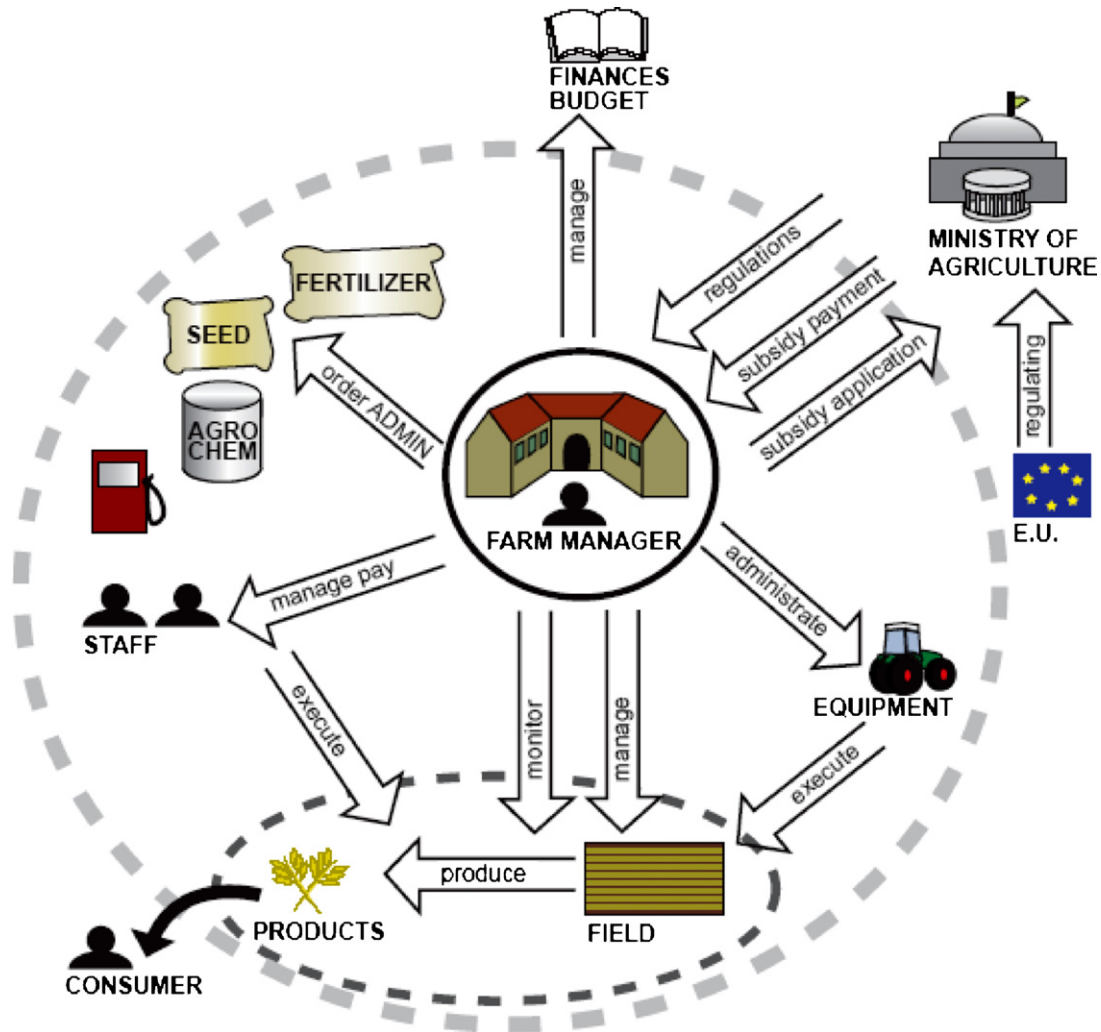 FINANCES
BUDGET
manage
MINISTRY OF
AGRICULTURE
regulations
subsidy payment
subsidy application
regulating
E.U.
FERTILIZER
SEED
AGRO
CHEM
order ADMIN
FARM MANAGER
manage pay
STAFF
administrate
EQUIPMENT
execute
monitor
manage
execute
produce
PRODUCTS
FIELD
CONSUMER